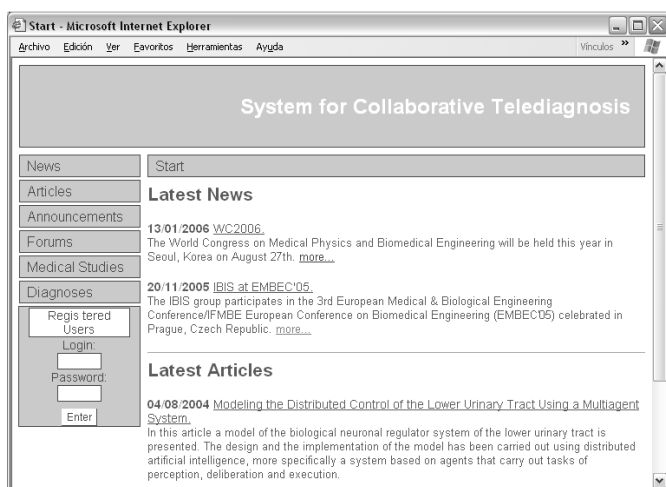 Start - Microsoft Internet Explorer
Archivo Edición Ver Favoritos Herramientas Ayuda Vínculos »
System for Collaborative Telediagnosis
News
Articles
Announcements
Forums
Medical Studies
Diagnoses
Regis tered
Users
Login:
Password:
Enter
Start
Latest News
13/01/2006 WC2006.
The World Congress on Medical Physics and Biomedical Engineering will be held this year in
Seoul, Korea on August 27th. more...
20/11/2005 IBIS at EMBEC'05.
The IBIS group participates in the 3rd European Medical & Biological Engineering
Conference/IFMBE European Conference on Biomedical Engineering (EMBEC'05) celebrated in
Prague, Czech Republic. more...
Latest Articles
04/08/2004 Modeling the Distributed Control of the Lower Urinary Tract Using a Multiagent
System.
In this article a model of the biological neuronal regulator system of the lower urinary tract is
presented. The design and the implementation of the model has been carried out using distributed
artificial intelligence, more specifically a system based on agents that carry out tasks of
perception, deliberation and execution.